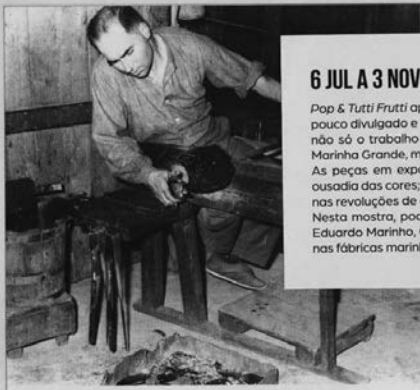 6 JUL A 3 NOV
Pop & Tutti Frutti
pouco divulgado e
não só o trabalho
Marinha Grande,
As peças em
ousadia das cores;
nas revoluções de
Nesta mostra,
Eduardo Marinho,
nas fábricas